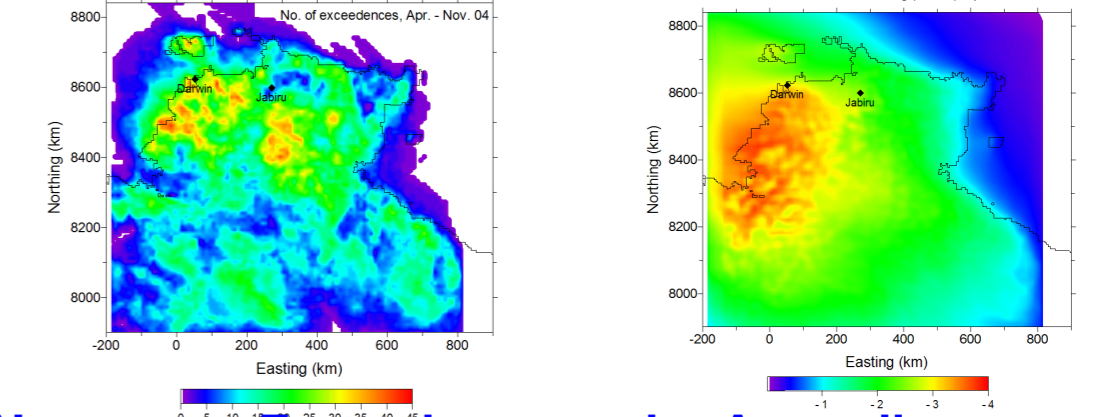 No. of exceedences, Apr. - Nov. 04
8800
8600
8400
8200
8000
Northing (km)
Darwin
Jabiru
-200 0 200 400 600 800
Easting (km)
0 5 10 15 20 25 30 35 40 45
8800
8600
8400
8200
8000
Northing (km)
Darwin
Jabiru
-200 0 200 400 600 800
Easting (km)
- 1 - 2 - 3 - 4